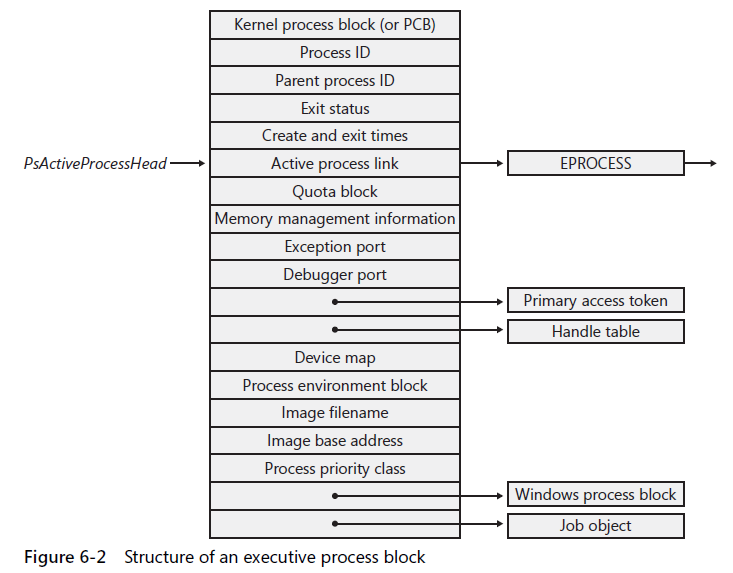 Kernel process block (or PCB)
Process ID
Parent process ID
Exit status
Create and exit times
PsActiveProcessHead
Active process link
EPROCESS
Quota block
Memory management information
Exception port
Debugger port
Primary access token
Handle table
Device map
Process environment block
Image filename
Image base address
Process priority class
Windows process block
Job object
Figure 6-2 Structure of an executive process block